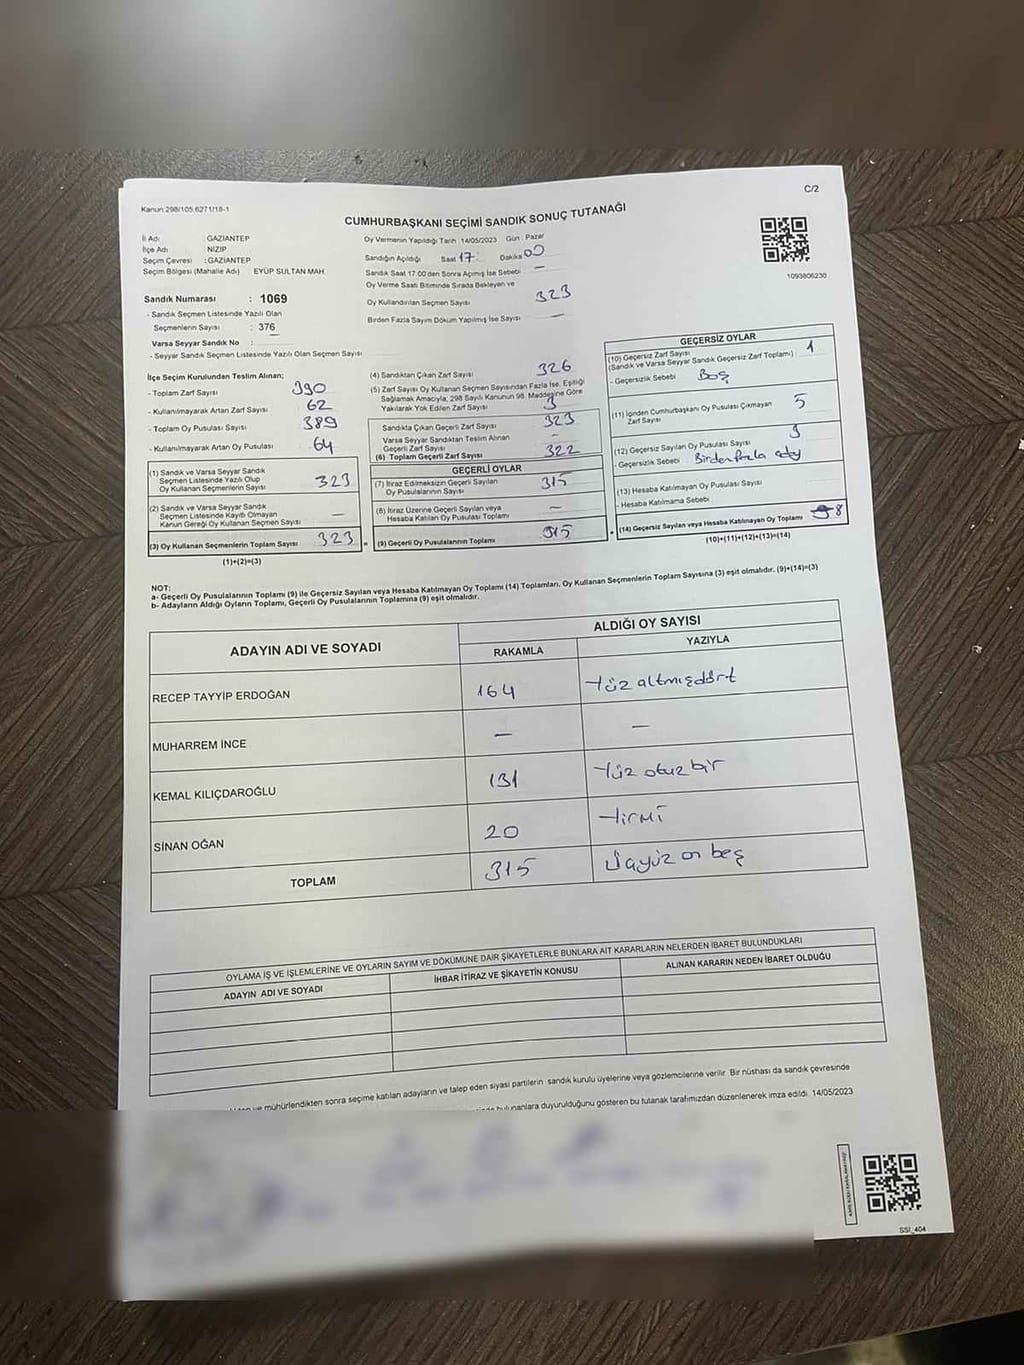 C/2
Kanun:298/105,6271/18-1
CUMHURBAŞKANI SEÇİMİ SANDIK SONUÇ TUTANAĞI
1093806230
İl Adı : GAZİANTEP
İlçe Adı : NİZİP
Seçim Çevresi : GAZİANTEP
Seçim Bölgesi (Mahalle Adı) EYÜP SULTAN MAH.
Sandık Numarası : 1069
- Sandık Seçmen Listesinde Yazılı Olan
Seçmenlerin Sayısı : 376
Varsa Seyyar Sandık No :
- Seyyar Sandık Seçmen Listesinde Yazılı Olan Seçmen Sayısı
Oy Vermenin Yapıldığı Tarih :14/05/2023 Gün : Pazar
Sandığın Açıldığı Saat 17: Dakika 00
Sandık Saat 17:00'den Sonra Açmış İse Sebebi –
Oy Verme Saati Bitiminde Sırada Bekleyen ve
Oy Kullandırılan Seçmen Sayısı 323
Birden Fazla Sayım Döküm Yapılmış İse Sayısı –
İlçe Seçim Kurulundan Teslim Alınan;
- Toplam Zarf Sayısı 390
- Kullanılmayarak Artan Zarf Sayısı 62
- Toplam Oy Pusulası Sayısı 389
- Kullanılmayarak Artan Oy Pusulası 64
(1) Sandık ve Varsa Seyyar Sandık
Seçmen Listesinde Yazılı Olup
Oy Kullanan Seçmenlerin Sayısı 323
(2) Sandık ve Varsa Seyyar Sandık
Seçmen Listesinde Kayıtlı Olmayan
Kanun Gereği Oy Kullanan Seçmen Sayısı –
(3) Oy Kullanan Seçmenlerin Toplam Sayısı 323 =
(1)+(2)=(3)
(4) Sandıktan Çıkan Zarf Sayısı 326
(5) Zarf Sayısı Oy Kullanan Seçmen Sayısından Fazla İse, Eşitliği
Sağlamak Amacıyla, 298 Sayılı Kanunun 98. Maddesine Göre
Yakılarak Yok Edilen Zarf Sayısı 3
Sandıkta Çıkan Geçerli Zarf Sayısı 323
Varsa Seyyar Sandıktan Teslim Alınan
Geçerli Zarf Sayısı –
(6) Toplam Geçerli Zarf Sayısı 322
GEÇERLİ OYLAR
(7) İtiraz Edilmeksizin Geçerli Sayılan
Oy Pusulalarının Sayısı 315
(8) İtiraz Üzerine Geçerli Sayılan veya
Hesaba Katılan Oy Pusulası Toplamı –
(9) Geçerli Oy Pusulalarının Toplamı 315 +
GEÇERSİZ OYLAR
(10) Geçersiz Zarf Sayısı
(Sandık ve Varsa Seyyar Sandık Geçersiz Zarf Toplamı) 1
- Geçersizlik Sebebi Boş
(11) İçinden Cumhurbaşkanı Oy Pusulası Çıkmayan
Zarf Sayısı 5
(12) Geçersiz Sayılan Oy Pusulası Sayısı
- Geçersizlik Sebebi Birden fazla
(13) Hesaba Katılmayan Oy Pusulası Sayısı
- Hesaba Katılmama Sebebi
(14) Geçersiz Sayılan veya Hesaba Katılmayan Oy Toplamı 8
(10)+(11)+(12)+(13)=(14)
NOT:
a- Geçerli Oy Pusulalarının Toplamı (9) ile Geçersiz Sayılan veya Hesaba Katılmayan Oy Toplamı (14) Toplamları, Oy Kullanan Seçmenlerin Toplam Sayısına (3) eşit olmalıdır. (9)+(14)=(3)
b- Adayların Aldığı Oyların Toplamı, Geçerli Oy Pusulalarının Toplamına (9) eşit olmalıdır.
ADAYIN ADI VE SOYADI ALDIĞI OY SAYISI
RAKAMLA YAZIYLA
RECEP TAYYİP ERDOĞAN 164 Yüz altmışdört
MUHARREM İNCE – –
KEMAL KILIÇDAROĞLU 131 Yüz otuz bir
SİNAN OĞAN 20 Yirmi
TOPLAM 315 Üçyüz on beş
OYLAMA İŞ VE İŞLEMLERİNE VE OYLARIN SAYIM VE DÖKÜMÜNE DAİR ŞİKAYETLERLE BUNLARA AİT KARARLARIN NELERDEN İBARET BULUNDUKLARI
ADAYIN ADI VE SOYADI İHBAR İTİRAZ VE ŞİKAYETİN KONUSU ALINAN KARARIN NEDEN İBARET OLDUĞU
ve mühürlendikten sonra seçime katılan adayların ve talep eden siyasi partilerin sandık kurulu üyelerine veya gözlemcilerine verilir. Bir nüshası da sandık çevresinde
bulunanlara duyurulduğunu gösteren bu tutanak tarafımızdan düzenlenerek imza edildi. 14/05/2023
SSI_404